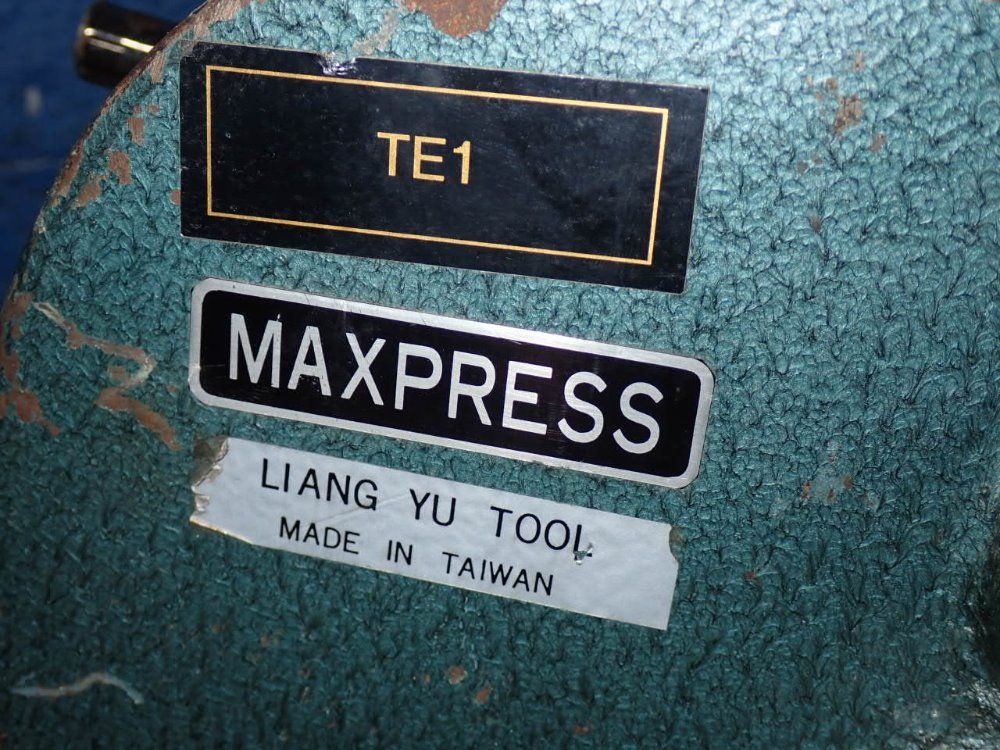 TE1
MAXPRESS
LIANG YU TOOL
MADE IN TAIWAN